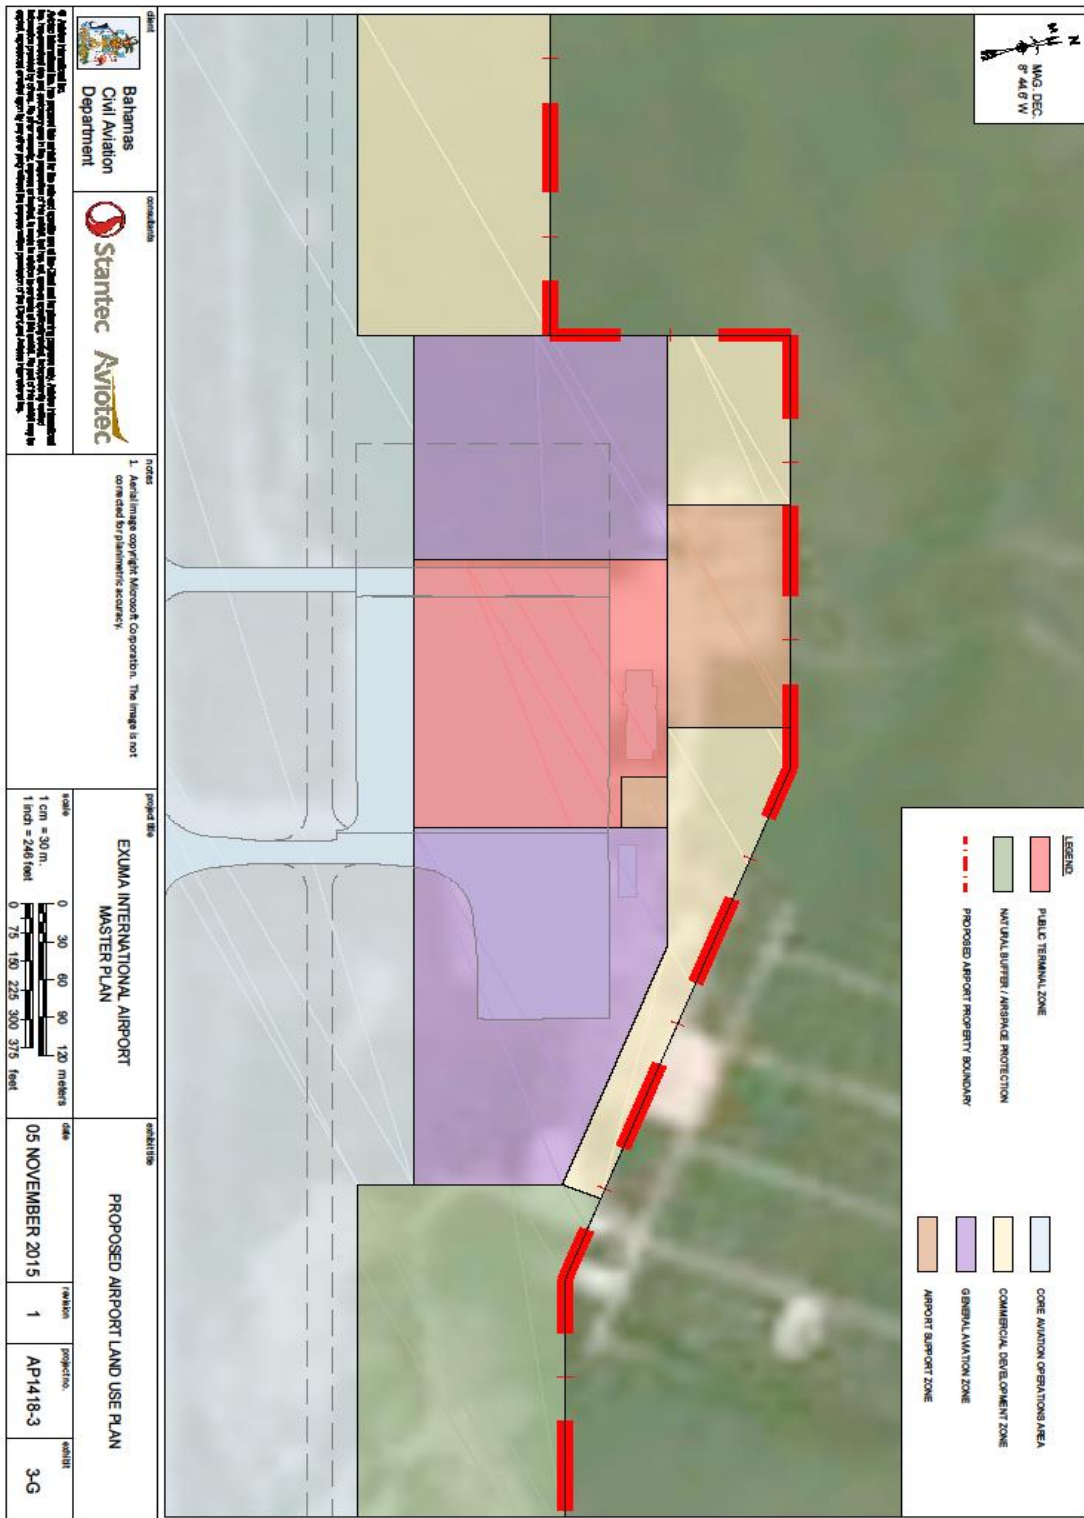 N
MAG. DEC.
8° 44.6' W
LEGEND:
PUBLIC TERMINAL ZONE
NATURAL BUFFER / AIRSPACE PROTECTION
PROPOSED AIRPORT PROPERTY BOUNDARY
CORE AVIATION OPERATIONS AREA
COMMERCIAL DEVELOPMENT ZONE
GENERAL AVIATION ZONE
AIRPORT SUPPORT ZONE
client
Bahamas
Civil Aviation
Department
consultants
Stantec Aviotec
notes
1. Aerial image copyright Microsoft Corporation. The image is not
corrected for planimetric accuracy.
project title
EXUMA INTERNATIONAL AIRPORT
MASTER PLAN
exhibit title
PROPOSED AIRPORT LAND USE PLAN
scale
1 cm = 30 m.
1 inch = 246 feet
0 30 60 90 120 meters
0 75 150 225 300 375 feet
date
05 NOVEMBER 2015
revision
1
project no.
AP1418-3
exhibit
3-G